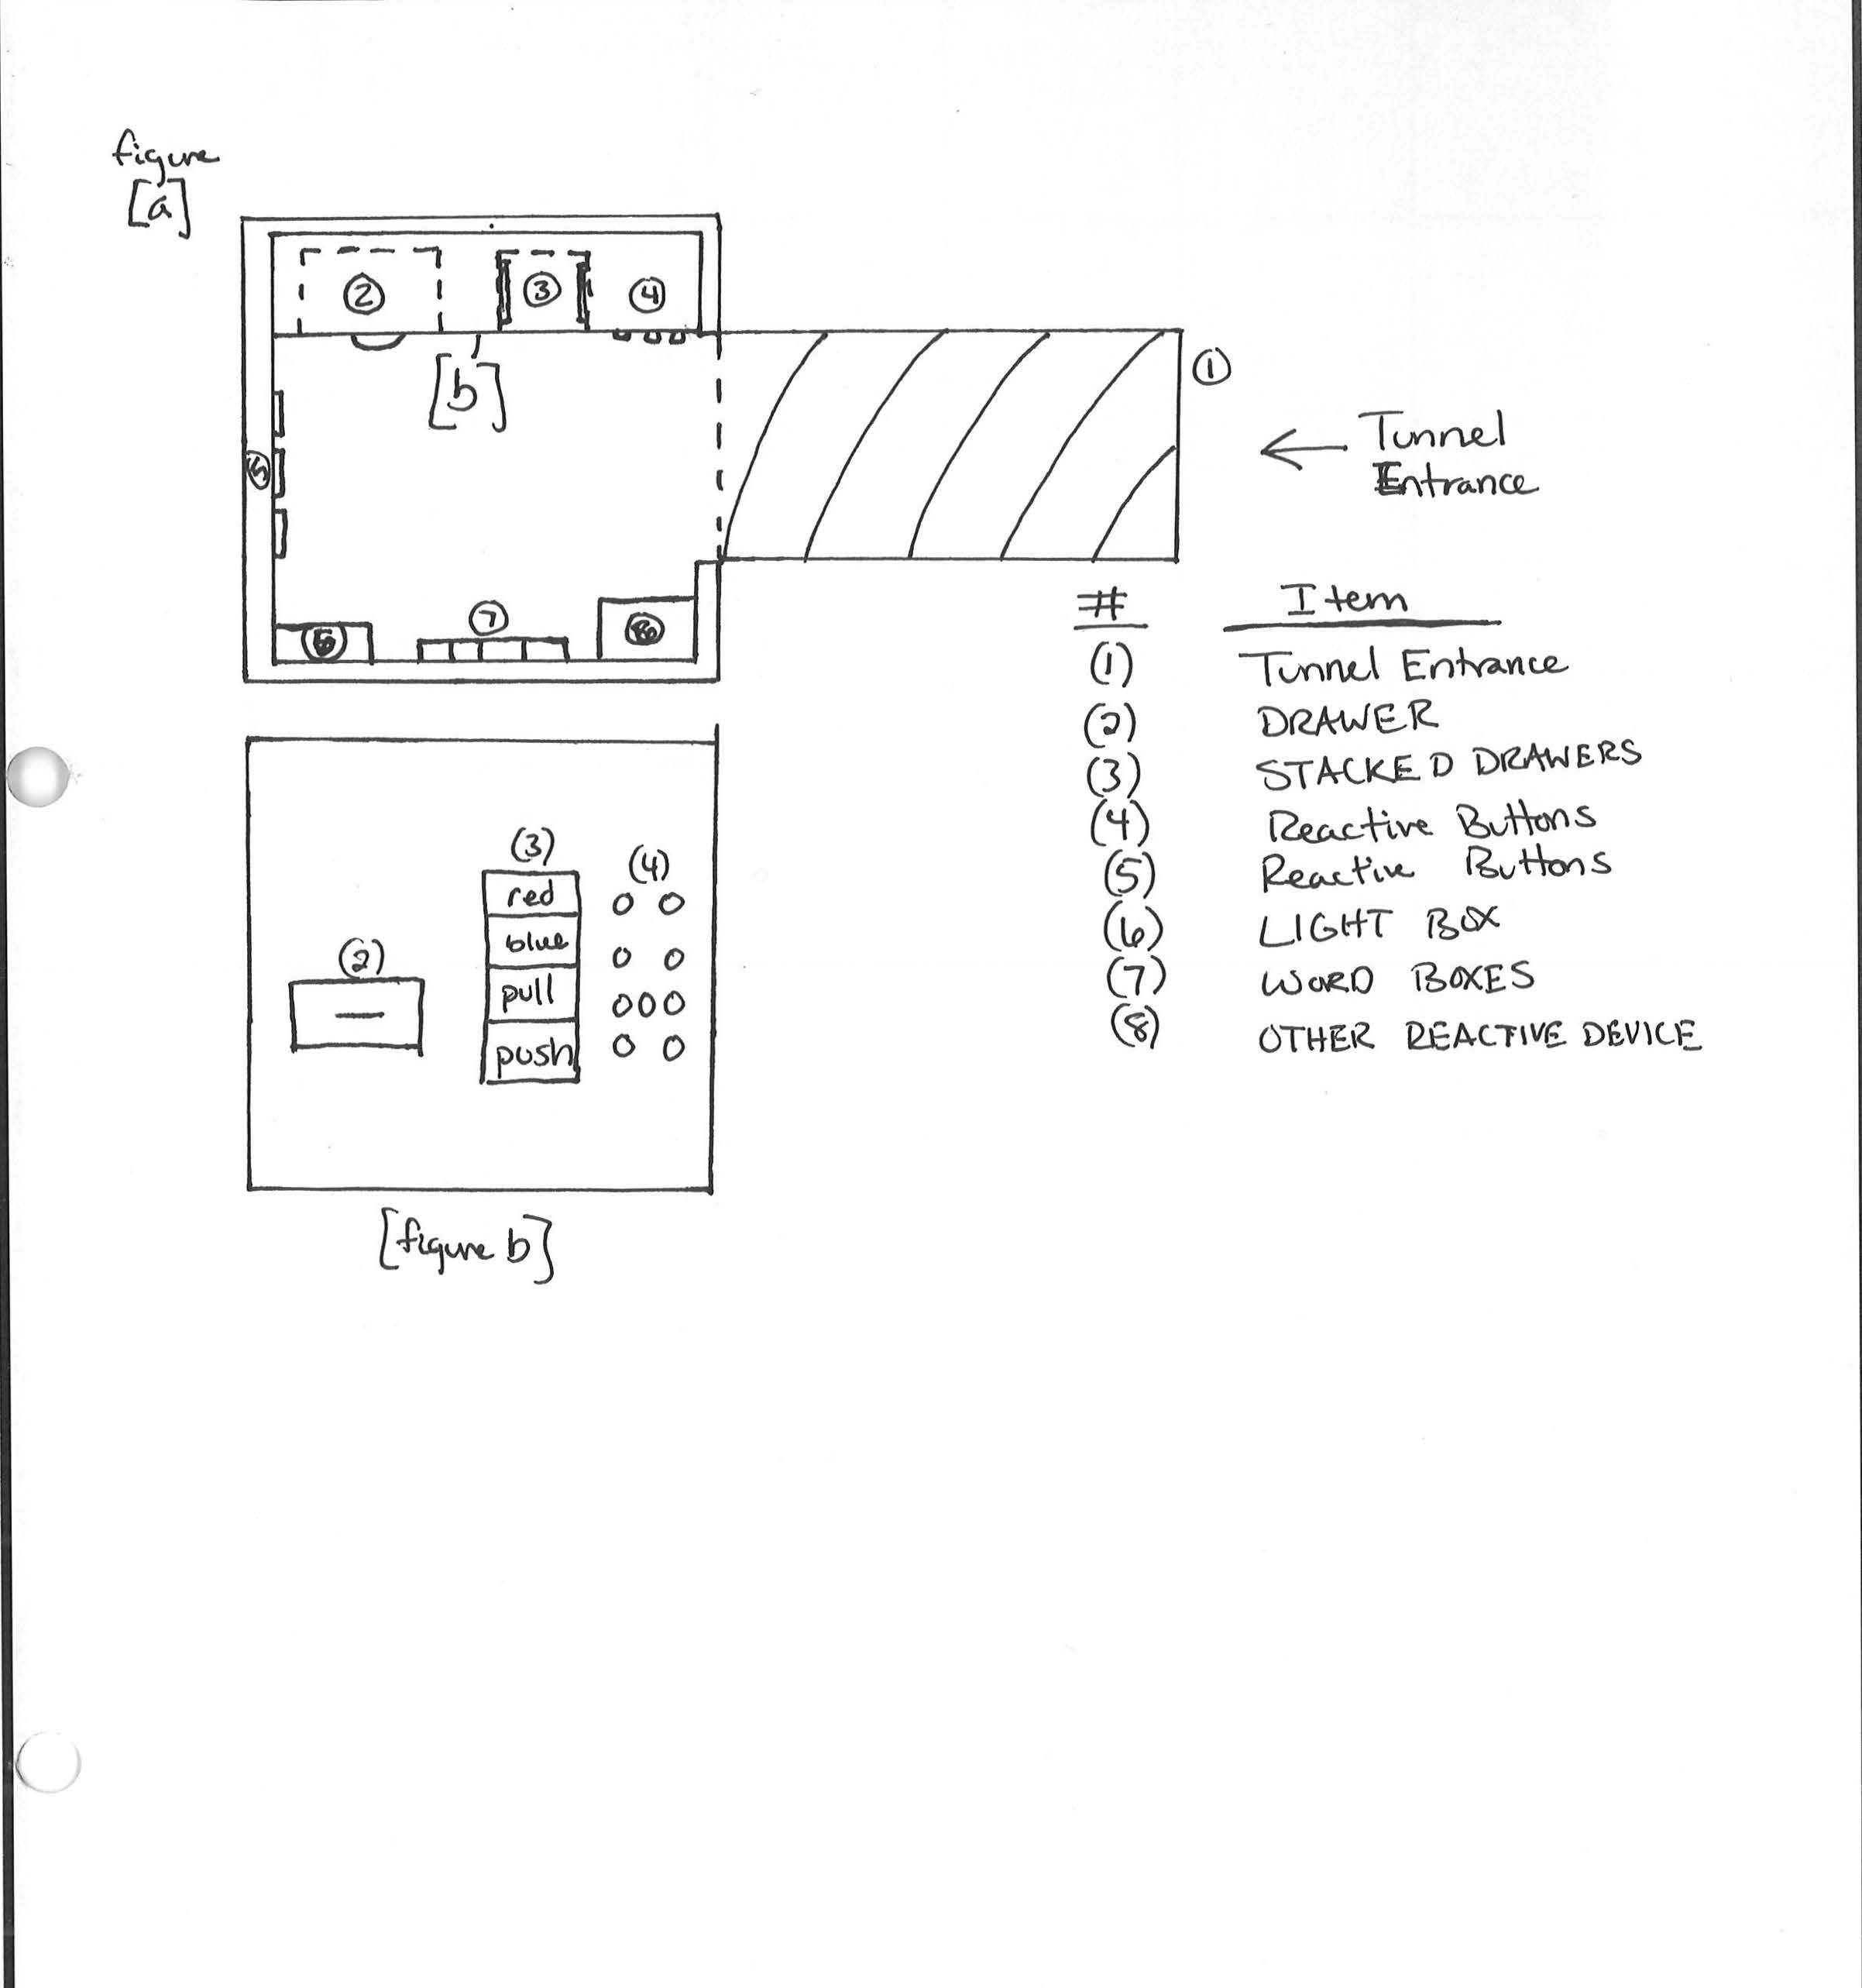 figure
[a]
② ③ ④
[b]
①
← Tunnel
Entrance
⑤
⑦
⑥ ⑧
# Item
(1) Tunnel Entrance
(2) DRAWER
(3) STACKED DRAWERS
(4) Reactive Buttons
(5) Reactive Buttons
(6) LIGHT BOX
(7) WORD BOXES
(8) OTHER REACTIVE DEVICE
(3)
(4)
red
blue
(2)
pull
push
[figure b]